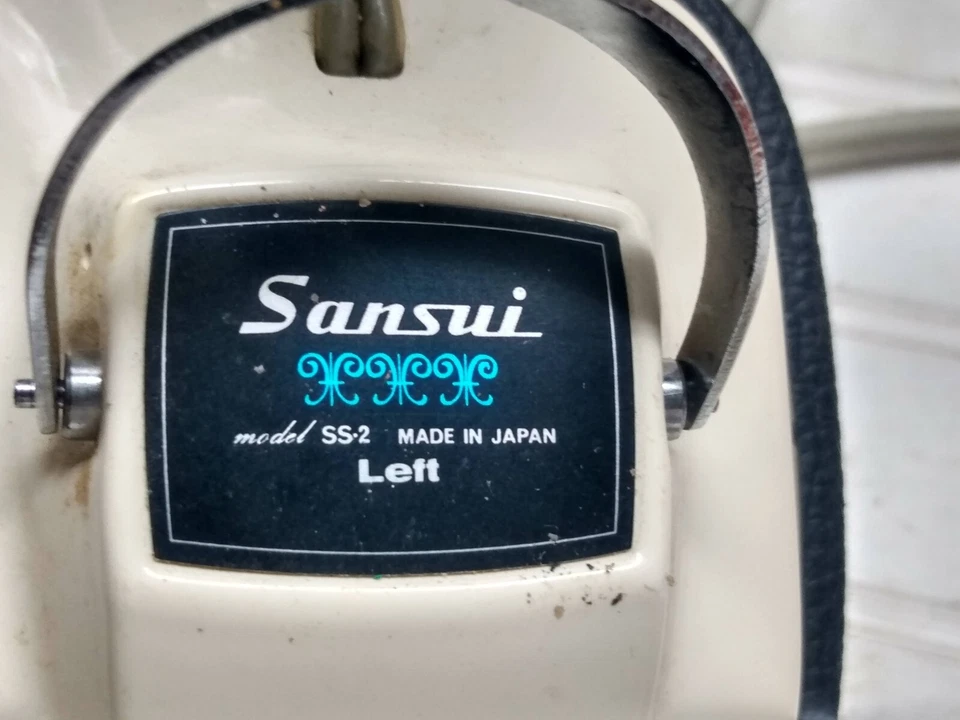 Sansui
model SS-2 MADE IN JAPAN
Left